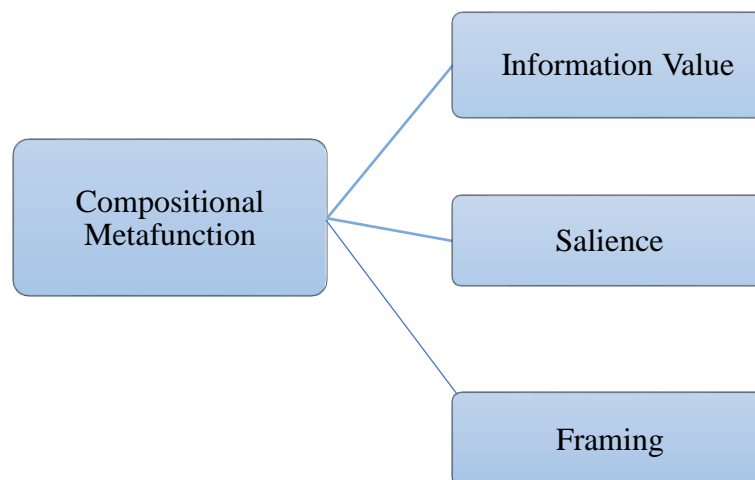 Compositional
Metafunction
Information Value
Salience
Framing